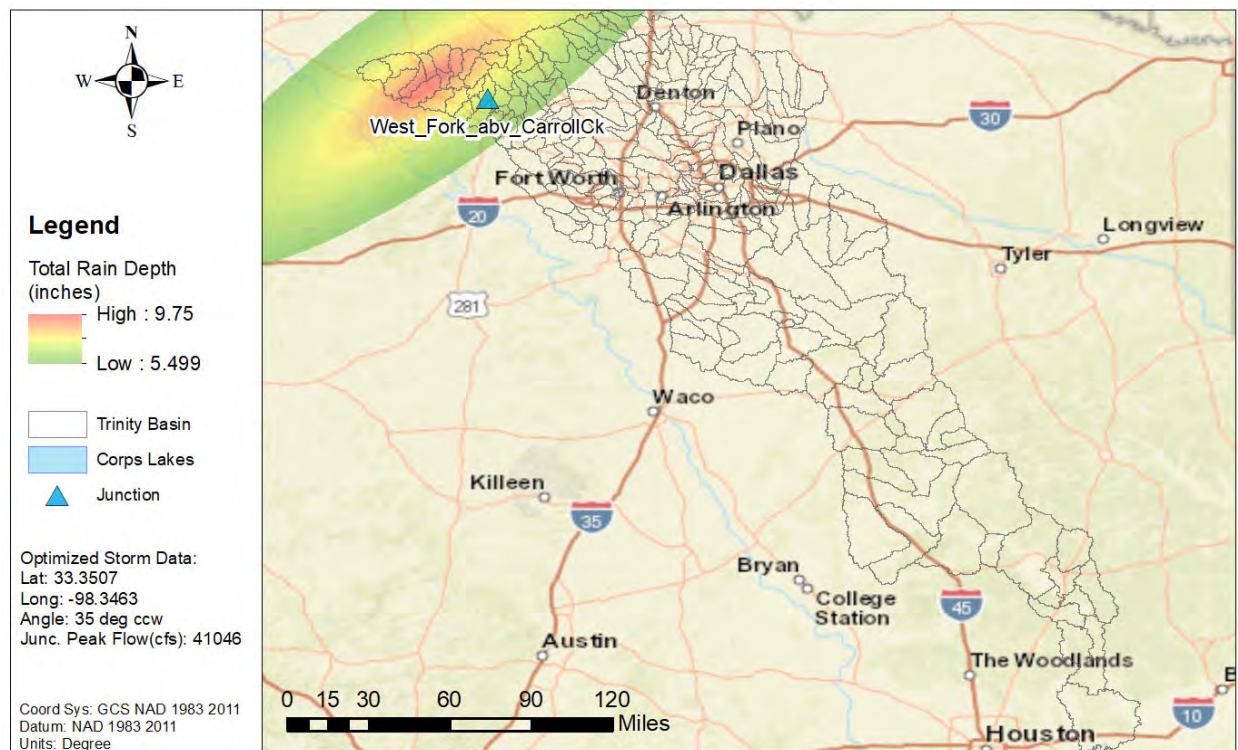 N
W
E
S
Legend
Total Rain Depth
(inches)
High : 9.75
Low : 5.499
Trinity Basin
Corps Lakes
Junction
Optimized Storm Data:
Lat: 33.3507
Long: -98.3463
Angle: 35 deg ccw
Junc. Peak Flow(cfs): 41046
Coord Sys: GCS NAD 1983 2011
Datum: NAD 1983 2011
Units: Degree
Denton
West_Fork_abv_CarrollCk
30
Plano
Fort Worth
Dallas
20
Arlington
Longview
Tyler
281
Waco
Killeen
35
Bryan
College
Station
45
Austin
The Woodlands
B
10
Houston
0 15 30 60 90 120
Miles